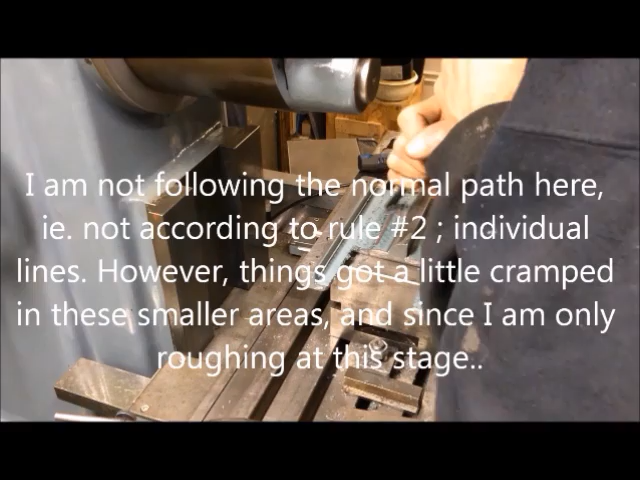 I am not following the normal path here,
ie. not according to rule #2 ; individual
lines. However, things got a little cramped
in these smaller areas, and since I am only
roughing at this stage..